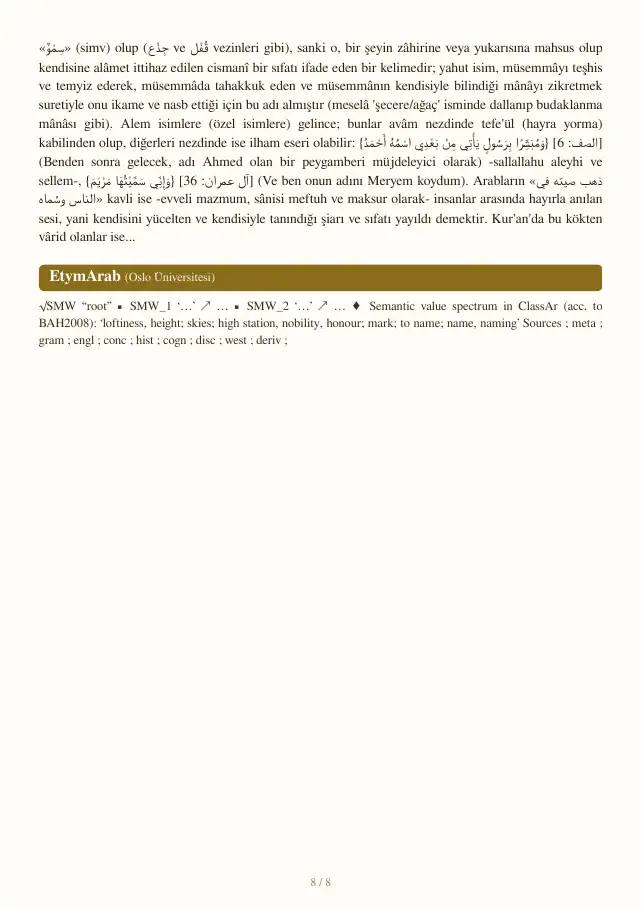 «سِمْوٌ» (simv) olup (جِذْع ve قُفْل vezinleri gibi), sanki o, bir şeyin zâhirine veya yukarısına mahsus olup
kendisine alâmet ittihaz edilen cismanî bir sıfatı ifade eden bir kelimedir; yahut isim, müsemmâyı teşhis
ve temyiz ederek, müsemmâda tahakkuk eden ve müsemmânın kendisiyle bilindiği mânâyı zikretmek
suretiyle onu ikame ve nasb ettiği için bu adı almıştır (meselâ 'şecere/ağaç' isminde dallanıp budaklanma
mânâsı gibi). Alem isimlere (özel isimlere) gelince; bunlar avâm nezdinde tefe'ül (hayra yorma)
kabilinden olup, diğerleri nezdinde ise ilham eseri olabilir: {وَمُبَشِّرًا بِرَسُولٍ يَأْتِي مِنْ بَعْدِي اسْمُهُ أَحْمَدُ} [الصف: 6]
(Benden sonra gelecek, adı Ahmed olan bir peygamberi müjdeleyici olarak) -sallallahu aleyhi ve
sellem-, {وَإِنِّي سَمَّيْتُهَا مَرْيَمَ} [آل عمران: 36] (Ve ben onun adını Meryem koydum). Arabların «ذهب صيته في
الناس وسُماه» kavli ise -evveli mazmum, sânisi meftuh ve maksur olarak- insanlar arasında hayırla anılan
sesi, yani kendisini yücelten ve kendisiyle tanındığı şiarı ve sıfatı yayıldı demektir. Kur'an'da bu kökten
vârid olanlar ise...
EtymArab (Oslo Üniversitesi)
√SMW “root” ▪ SMW_1 ‘…’ ↗ … ▪ SMW_2 ‘…’ ↗ … ♦ Semantic value spectrum in ClassAr (acc. to
BAH2008): ‘loftiness, height; skies; high station, nobility, honour; mark; to name; name, naming’ Sources ; meta ;
gram ; engl ; conc ; hist ; cogn ; disc ; west ; deriv ;
8 / 8